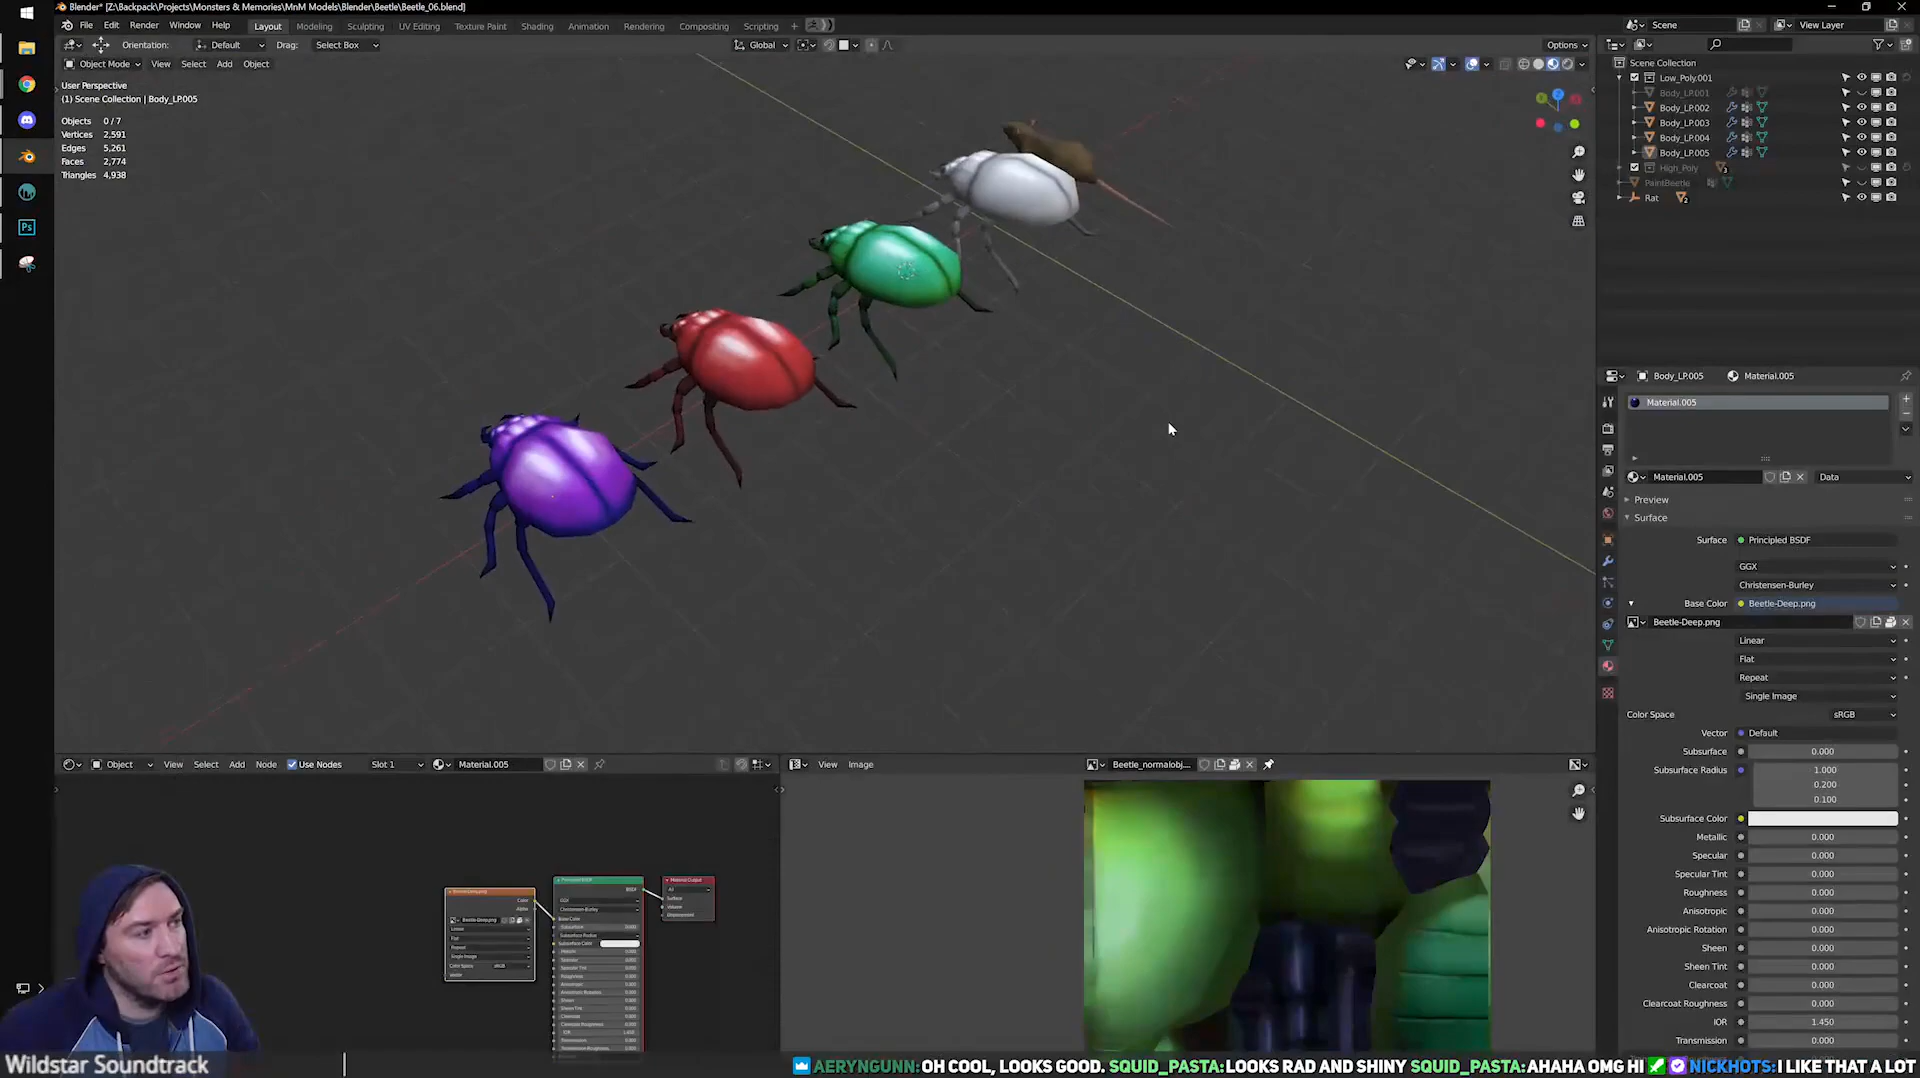 Blender* [Z:\Backpack\Projects\Monsters & Memories\MnM Models\Blender\Beetle\Beetle_06.blend]
File Edit Render Window Help Layout Modeling Sculpting UV Editing Texture Paint Shading Animation Rendering Compositing Geometry Nodes Scripting + Scene View Layer
Orientation: Default Drag: Select Box Global Options
Object Mode View Select Add Object
User Perspective
(1) Scene Collection | Body_LP.005
Objects 0/7
Vertices 2,591
Edges 5,261
Faces 2,774
Triangles 4,938
Scene Collection
Low_Poly.001
Body_LP.001
Body_LP.002
Body_LP.003
Body_LP.004
Body_LP.005
High_Poly
PaintBeetle
Rat
Body_LP.005 Material.005
Material.005
Material.005 Data
Preview
Surface
Surface Principled BSDF
GGX
Christensen-Burley
Base Color Beetle-Deep.png
Beetle-Deep.png
Linear
Flat
Repeat
Single Image
Color Space sRGB
Vector Default
Subsurface 0.000
Subsurface Radius 1.000
0.200
0.100
Subsurface Color
Metallic 0.000
Specular 0.000
Specular Tint 0.000
Roughness 0.000
Anisotropic 0.000
Anisotropic Rotation 0.000
Sheen 0.000
Sheen Tint 0.000
Clearcoat 0.000
Clearcoat Roughness 0.000
IOR 1.450
Transmission 0.000
Object View Select Add Node Use Nodes Slot 1 Material.005
View Image Beetle_normalobj...
Ps
Wildstar Soundtrack
AERYNGUNN: OH COOL, LOOKS GOOD. SQUID_PASTA: LOOKS RAD AND SHINY SQUID_PASTA: AHAHA OMG HI NICKHOTS: I LIKE THAT A LOT